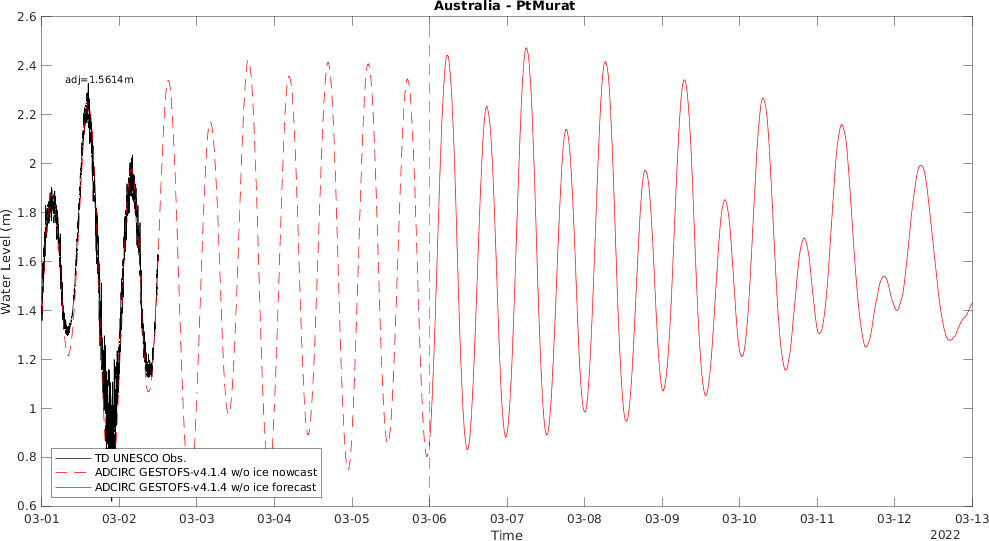 Australia - PtMurat
2.6
2.4
2.2
2
1.8
1.6
1.4
1.2
1
0.8
0.6
Water Level (m)
adj=1.5614m
TD UNESCO Obs.
ADCIRC GESTOFS-v4.1.4 w/o ice nowcast
ADCIRC GESTOFS-v4.1.4 w/o ice forecast
03-01 03-02 03-03 03-04 03-05 03-06 03-07 03-08 03-09 03-10 03-11 03-12 03-13
Time
2022